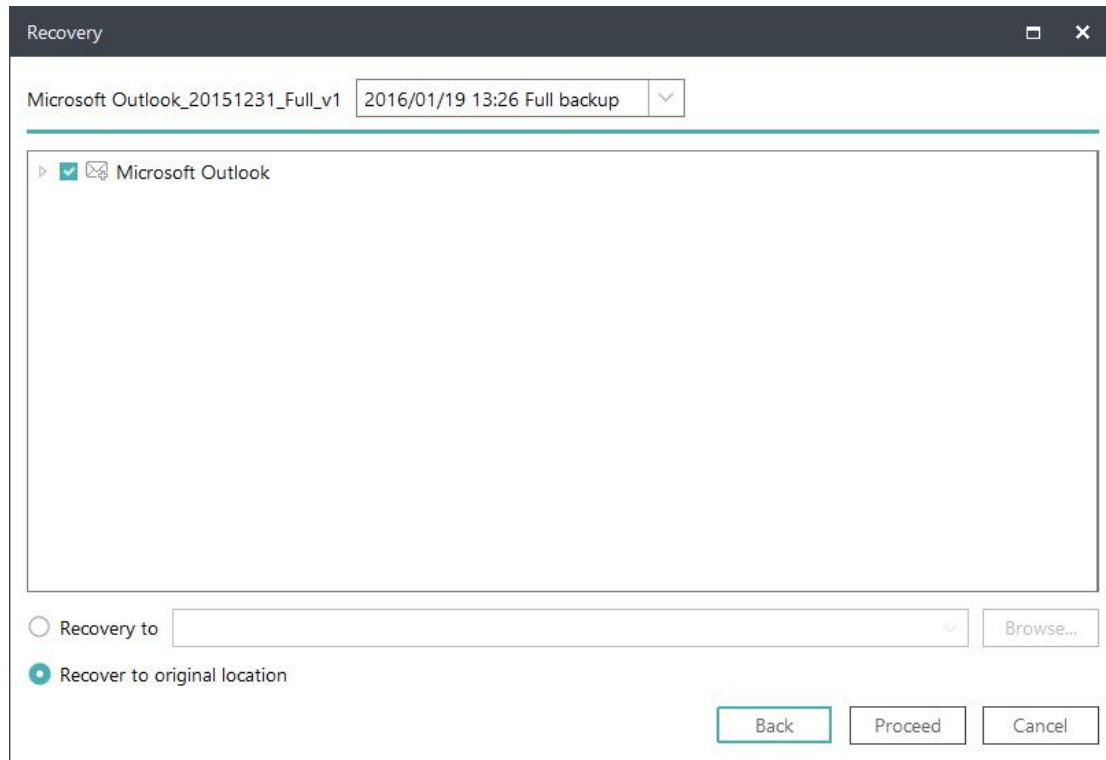 Recovery
Microsoft Outlook_20151231_Full_v1 2016/01/19 13:26 Full backup
Microsoft Outlook
Recovery to Browse...
Recover to original location
Back Proceed Cancel